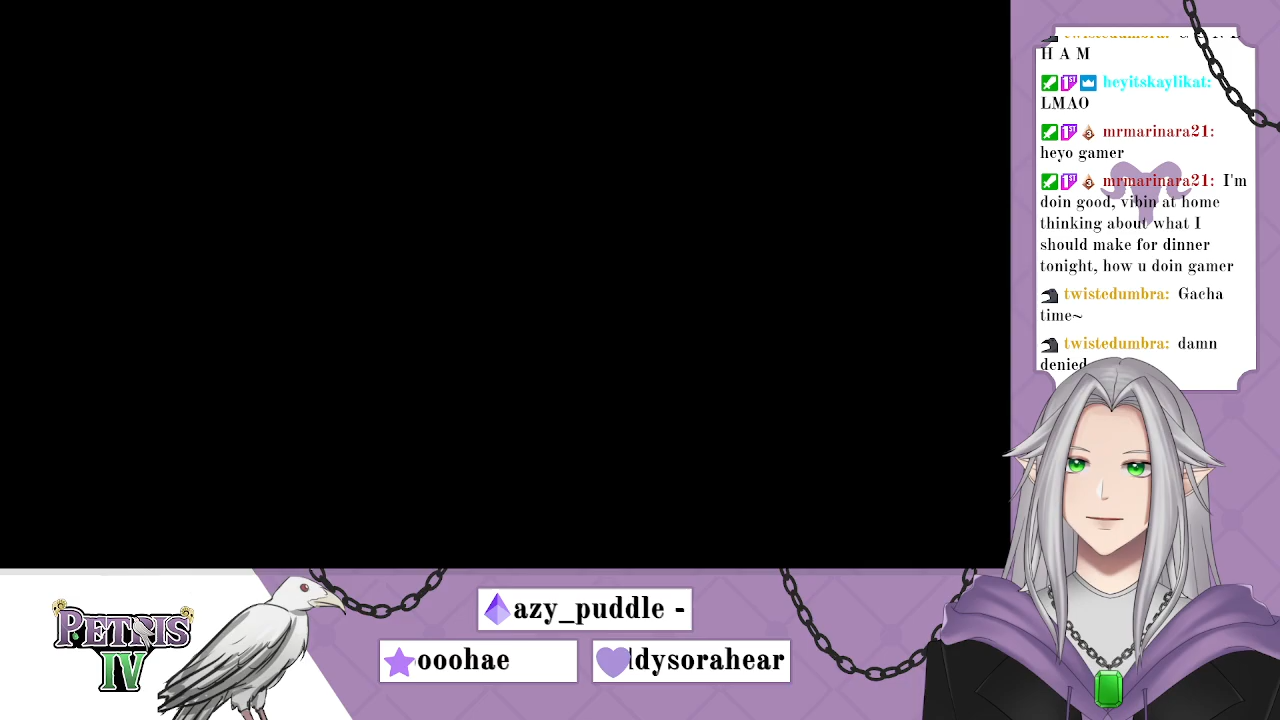 H A M
heyitskaylikat:
LMAO
mrmarinara21:
heyo gamer
mrmarinara21: I'm
doin good, vibin at home
thinking about what I
should make for dinner
tonight, how u doin gamer
twistedumbra: Gacha
time~
twistedumbra: damn
denied
PETRIS
IV
azy_puddle -
ooohae
ldysorahear